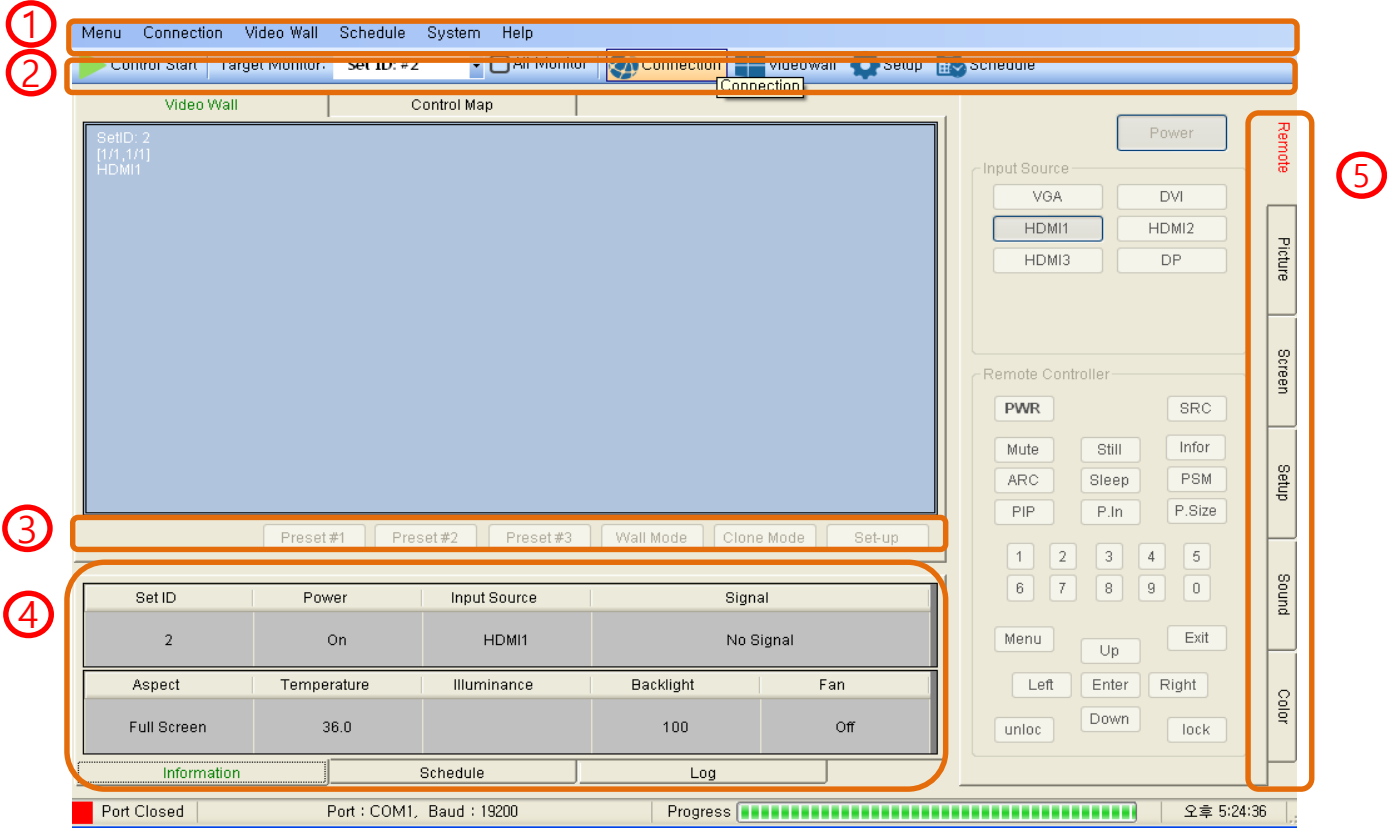 ①
Menu Connection Video Wall Schedule System Help
②
Control Start Target Monitor: Set ID: #2 All Monitor Connection Videowall Setup Schedule
Connection
Video Wall Control Map
SetID: 2
[1/1,1/1]
HDMI1
Power
Input Source
VGA DVI
HDMI1 HDMI2
HDMI3 DP
Remote Controller
PWR SRC
Mute Still Infor
ARC Sleep PSM
PIP P.In P.Size
1 2 3 4 5
6 7 8 9 0
Menu Up Exit
Left Enter Right
unloc Down lock
Remote
Picture
Screen
Setup
Sound
Color
⑤
③
Preset#1 Preset#2 Preset#3 Wall Mode Clone Mode Set-up
④
Set ID Power Input Source Signal
2 On HDMI1 No Signal
Aspect Temperature Illuminance Backlight Fan
Full Screen 36.0 100 Off
Information Schedule Log
Port Closed Port : COM1, Baud : 19200 Progress 오후 5:24:36